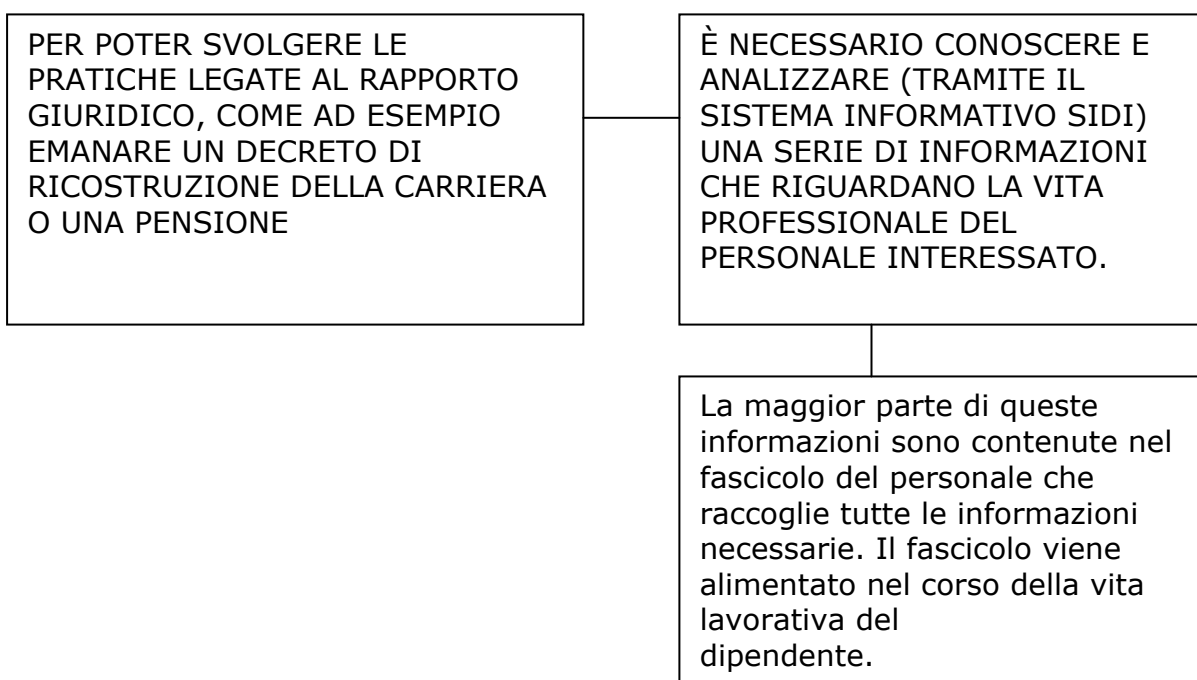 PER POTER SVOLGERE LE
PRATICHE LEGATE AL RAPPORTO
GIURIDICO, COME AD ESEMPIO
EMANARE UN DECRETO DI
RICOSTRUZIONE DELLA CARRIERA
O UNA PENSIONE
È NECESSARIO CONOSCERE E
ANALIZZARE (TRAMITE IL
SISTEMA INFORMATIVO SIDI)
UNA SERIE DI INFORMAZIONI
CHE RIGUARDANO LA VITA
PROFESSIONALE DEL
PERSONALE INTERESSATO.
La maggior parte di queste
informazioni sono contenute nel
fascicolo del personale che
raccoglie tutte le informazioni
necessarie. Il fascicolo viene
alimentato nel corso della vita
lavorativa del
dipendente.